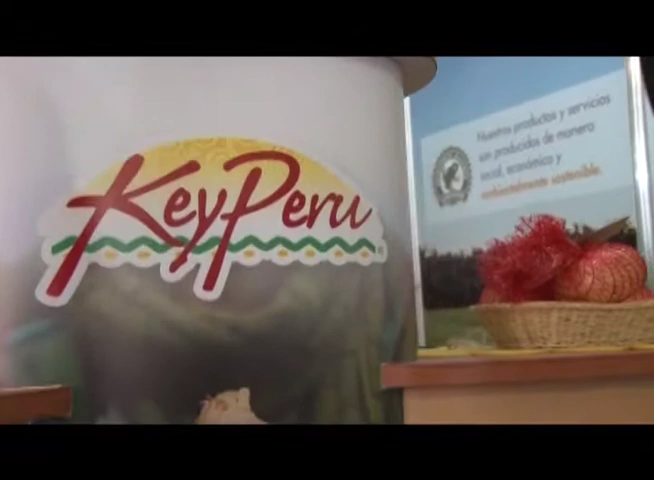 KeyPeru
Nuestros productos y servicios
son producidos de manera
social, económica y
ambientalmente sostenible.